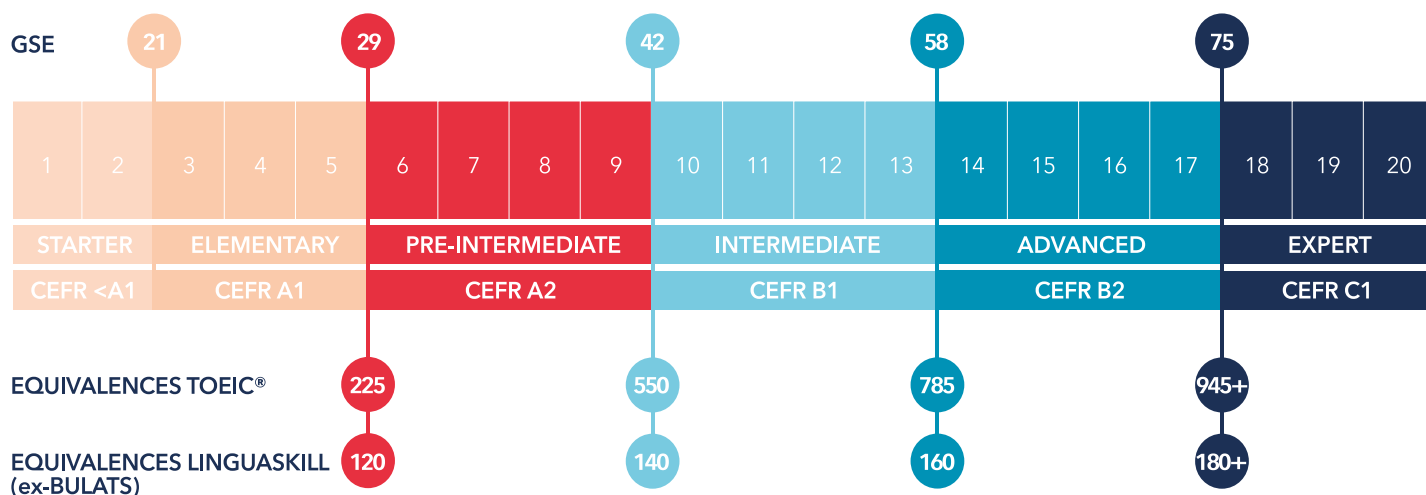 GSE 21 29 42 58 75
1 2 3 4 5 6 7 8 9 10 11 12 13 14 15 16 17 18 19 20
STARTER ELEMENTARY PRE-INTERMEDIATE INTERMEDIATE ADVANCED EXPERT
CEFR <A1 CEFR A1 CEFR A2 CEFR B1 CEFR B2 CEFR C1
EQUIVALENCES TOEIC® 225 550 785 945+
EQUIVALENCES LINGUASKILL 120 140 160 180+
(ex-BULATS)